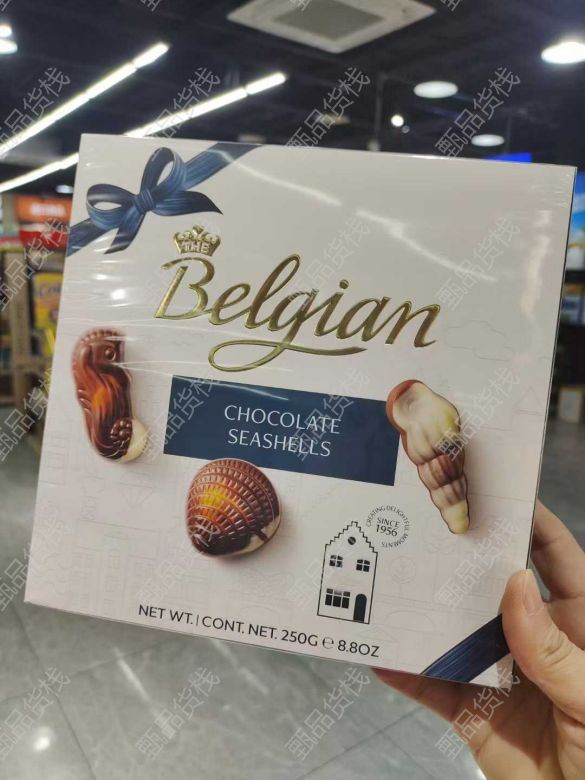 THE
Belgian
CHOCOLATE
SEASHELLS
CREATING DELIGHTFUL MOMENTS
SINCE
1956
NET WT. | CONT. NET. 250G ℮ 8.8OZ
甄品货栈